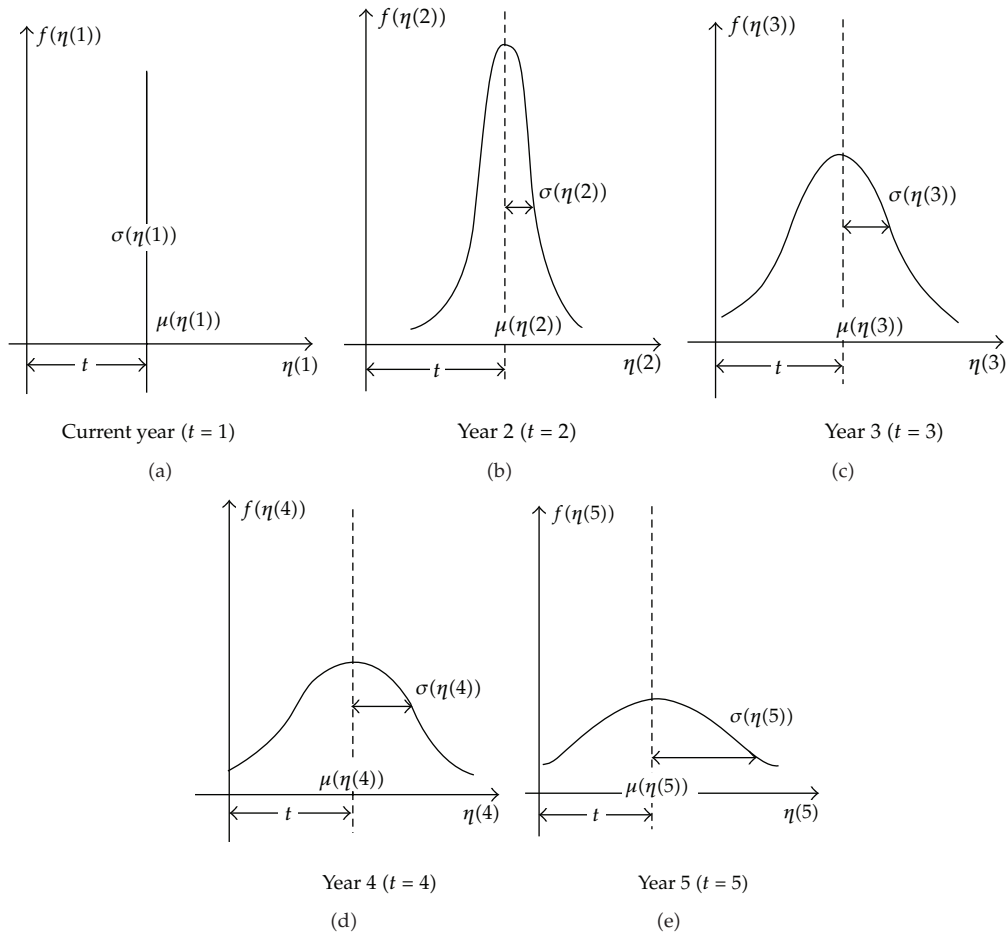 f(η(1))
σ(η(1))
μ(η(1))
t
η(1)
Current year (t = 1)
(a)
f(η(2))
σ(η(2))
μ(η(2))
t
η(2)
Year 2 (t = 2)
(b)
f(η(3))
σ(η(3))
μ(η(3))
t
η(3)
Year 3 (t = 3)
(c)
f(η(4))
σ(η(4))
μ(η(4))
t
η(4)
Year 4 (t = 4)
(d)
f(η(5))
σ(η(5))
μ(η(5))
t
η(5)
Year 5 (t = 5)
(e)